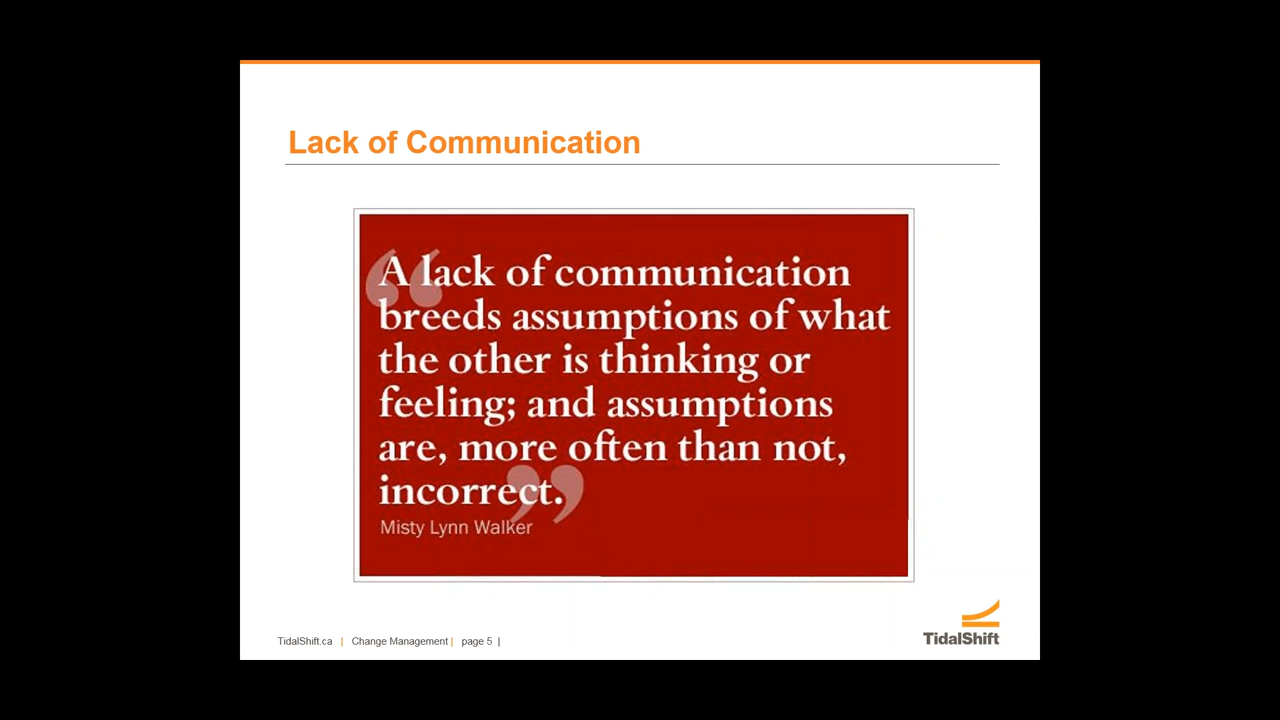 Lack of Communication
“A lack of communication
breeds assumptions of what
the other is thinking or
feeling; and assumptions
are, more often than not,
incorrect.”
Misty Lynn Walker
TidalShift.ca | Change Management | page 5 |
TidalShift